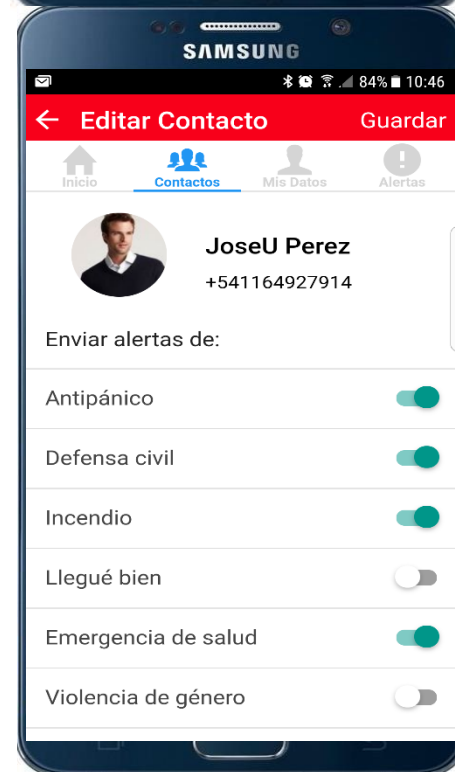 SAMSUNG
84% 10:46
Editar Contacto Guardar
Inicio Contactos Mis Datos Alertas
JoseU Perez
+541164927914
Enviar alertas de:
Antipánico
Defensa civil
Incendio
Llegué bien
Emergencia de salud
Violencia de género